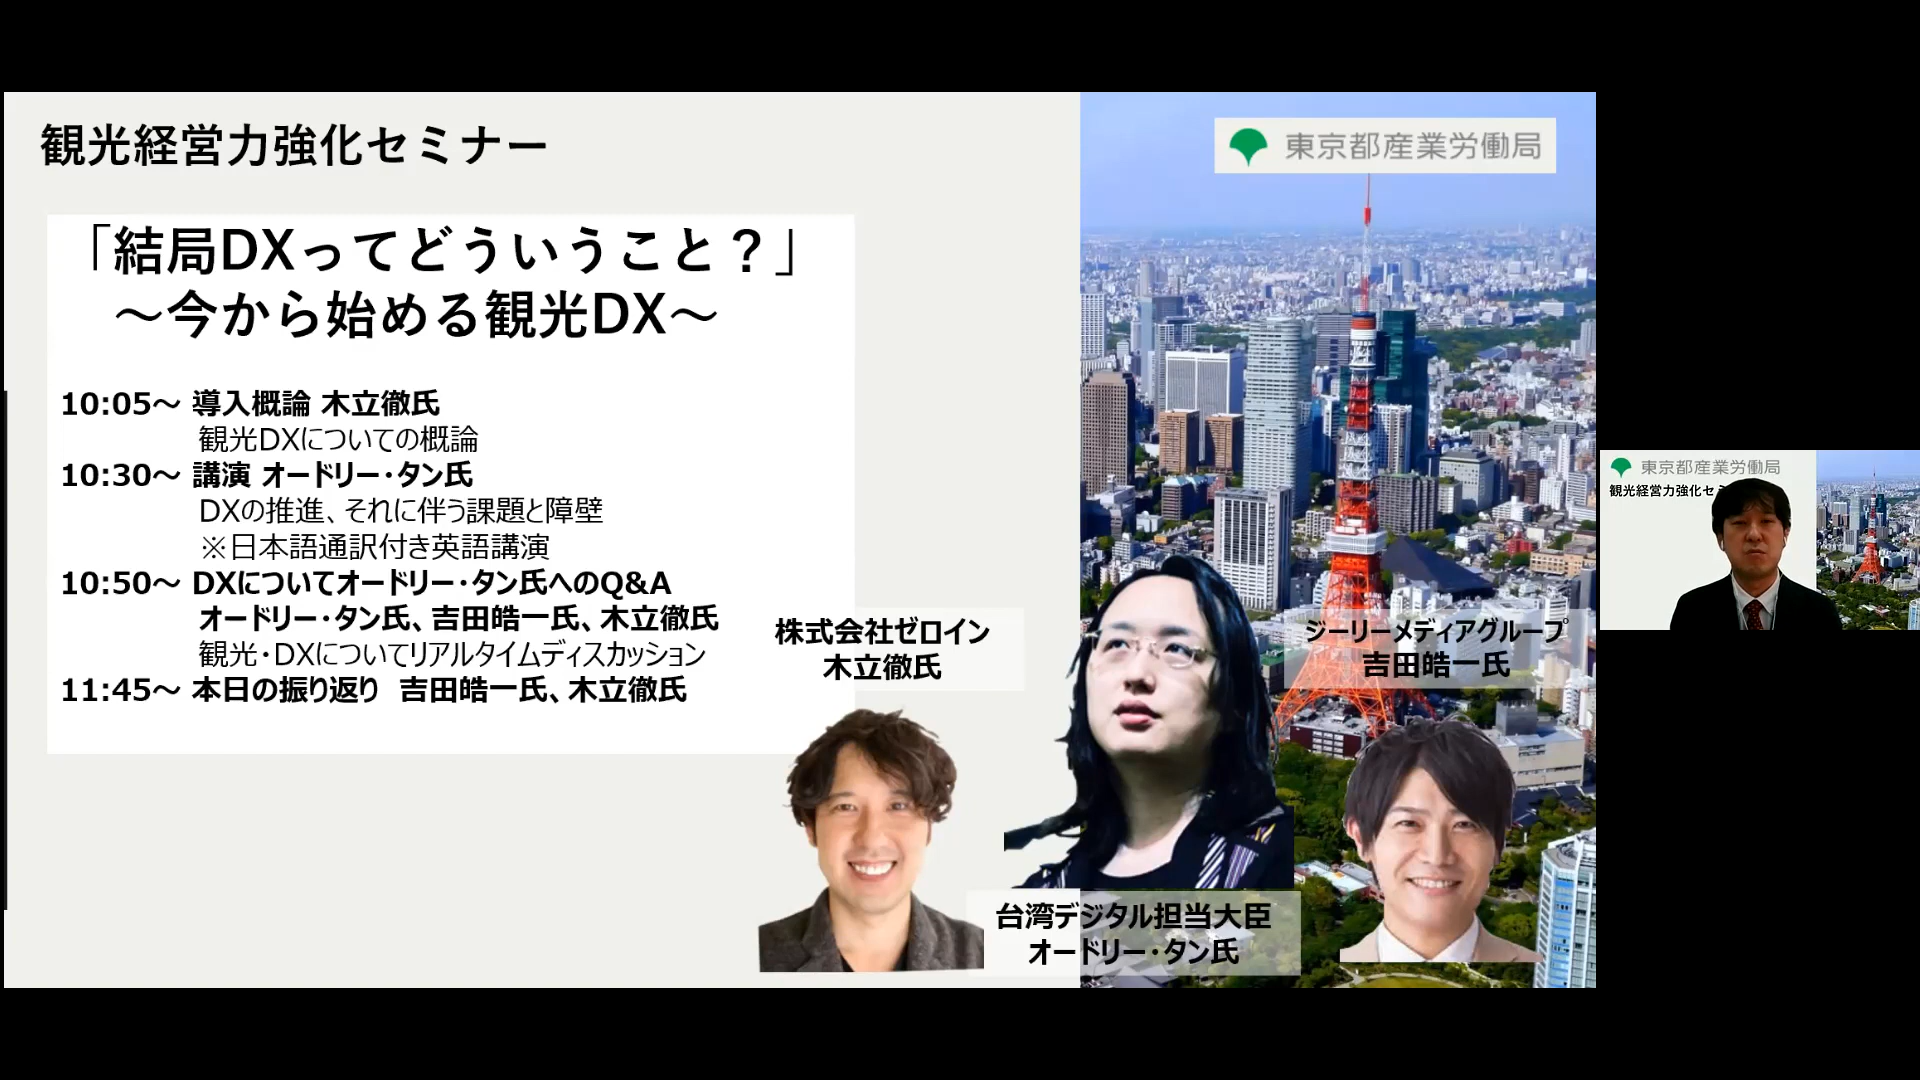 観光経営力強化セミナー
東京都産業労働局
「結局DXってどういうこと？」
～今から始める観光DX～
10:05～ 導入概論 木立徹氏
観光DXについての概論
10:30～ 講演 オードリー・タン氏
DXの推進、それに伴う課題と障壁
※日本語通訳付き英語講演
10:50～ DXについてオードリー・タン氏へのQ&A
オードリー・タン氏、吉田皓一氏、木立徹氏
観光・DXについてリアルタイムディスカッション
11:45～ 本日の振り返り 吉田皓一氏、木立徹氏
株式会社ゼロイン
木立徹氏
ジーリーメディアグループ
吉田皓一氏
台湾デジタル担当大臣
オードリー・タン氏
東京都産業労働局
観光経営力強化セミ